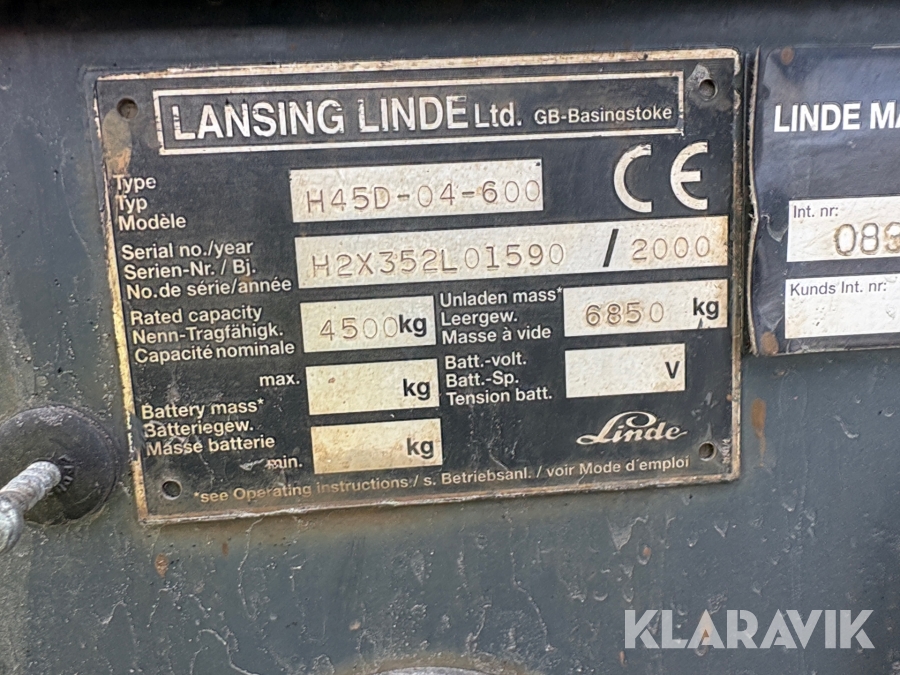 LANSING LINDE Ltd. GB-Basingstoke
Type
Typ
Modèle
H45D-04-600
CE
Serial no./year
Serien-Nr. / Bj.
No.de série/année
H2X352L01590 / 2000
Rated capacity
Nenn-Tragfähigk.
Capacité nominale
4500 kg
Unladen mass*
Leergew.
Masse à vide
6850 kg
max.
kg
Batt.-volt.
Batt.-Sp.
Tension batt.
V
Battery mass*
Batteriegew.
Masse batterie
min.
kg
Linde
*see Operating instructions / s. Betriebsanl. / voir Mode d'emploi
LINDE MA
Int. nr:
089
Kunds Int. nr:
KLARAVIK